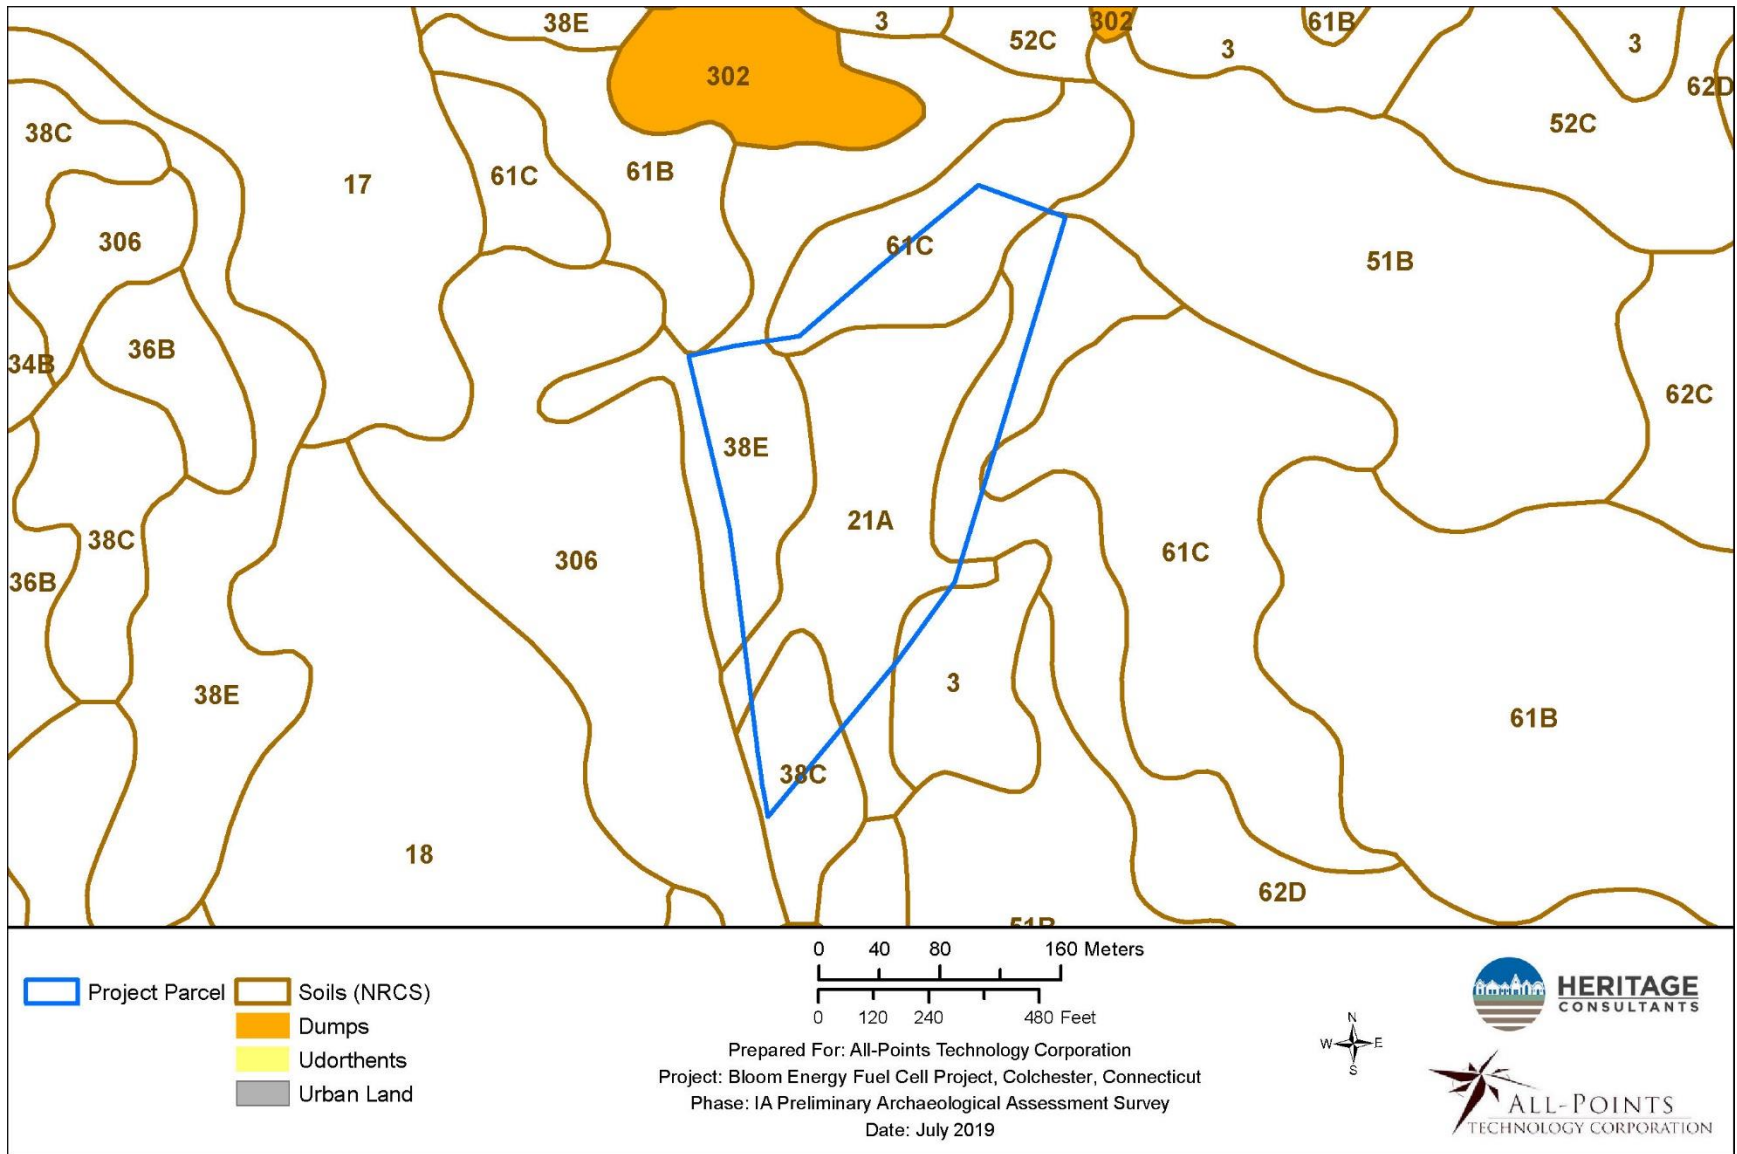 38E
3
302
61B
52C
3
3
302
62D
38C
52C
17
61C
61B
306
61C
51B
34B
36B
62C
38E
21A
38C
306
61C
36B
3
38E
61B
38C
18
62D
51B
0 40 80 160 Meters
0 120 240 480 Feet
Project Parcel
Soils (NRCS)
Dumps
Udorthents
Urban Land
Prepared For: All-Points Technology Corporation
Project: Bloom Energy Fuel Cell Project, Colchester, Connecticut
Phase: IA Preliminary Archaeological Assessment Survey
Date: July 2019
N
W E
S
HERITAGE
CONSULTANTS
ALL-POINTS
TECHNOLOGY CORPORATION